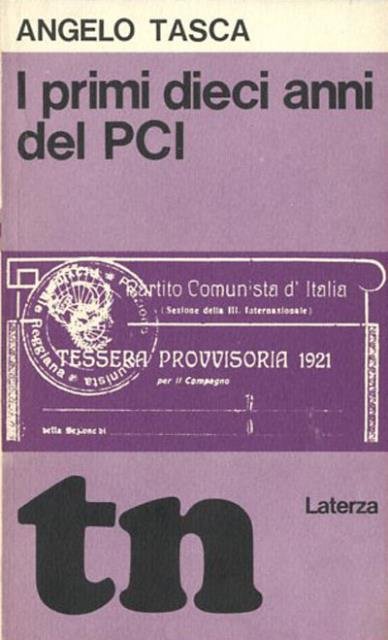 ANGELO TASCA
I primi dieci anni
del PCI
Partito Comunista d' Italia
(Sezione della III. Internazionale)
TESSERA PROVVISORIA 1921
per il Compagno
della Sezione di
Reggiana
tn
Laterza